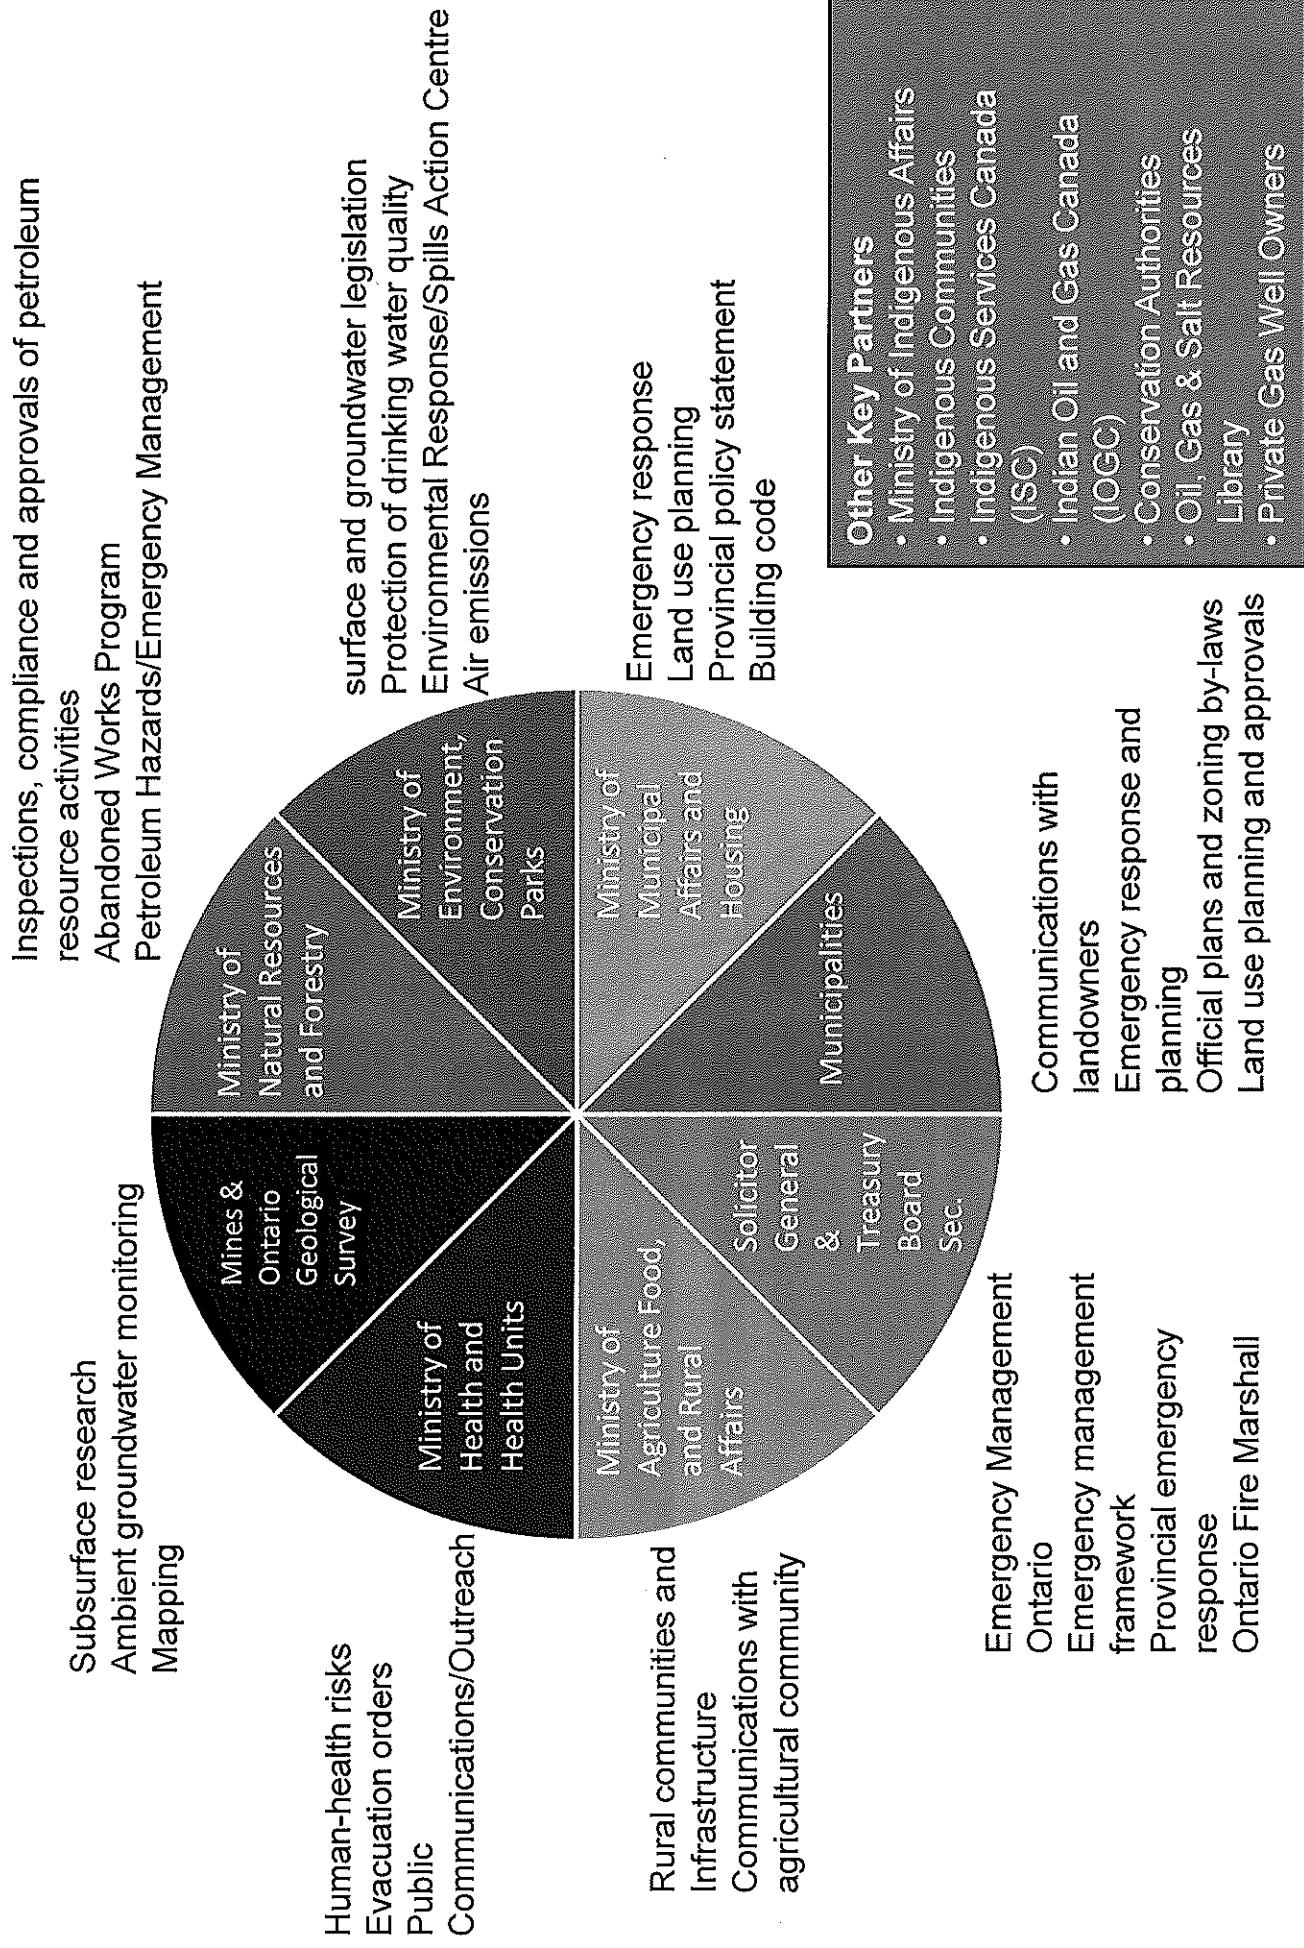 Subsurface research
Ambient groundwater monitoring
Mapping
Inspections, compliance and approvals of petroleum
resource activities
Abandoned Works Program
Petroleum Hazards/Emergency Management
Mines &
Ontario
Geological
Survey
Ministry of
Natural Resources
and Forestry
Human-health risks
Evacuation orders
Public
Communications/Outreach
Ministry of
Health and
Health Units
Ministry of
Environment,
Conservation
Parks
surface and groundwater legislation
Protection of drinking water quality
Environmental Response/Spills Action Centre
Air emissions
Rural communities and
Infrastructure
Communications with
agricultural community
Ministry of
Agriculture Food,
and Rural
Affairs
Ministry of
Municipal
Affairs and
Housing
Emergency response
Land use planning
Provincial policy statement
Building code
Solicitor
General
&
Treasury
Board
Sec.
Municipalities
Emergency Management
Ontario
Emergency management
framework
Provincial emergency
response
Ontario Fire Marshall
Communications with
landowners
Emergency response and
planning
Official plans and zoning by-laws
Land use planning and approvals
Other Key Partners
• Ministry of Indigenous Affairs
• Indigenous Communities
• Indigenous Services Canada
(ISC)
• Indian Oil and Gas Canada
(IOGC)
• Conservation Authorities
• Oil, Gas & Salt Resources
Library
• Private Gas Well Owners